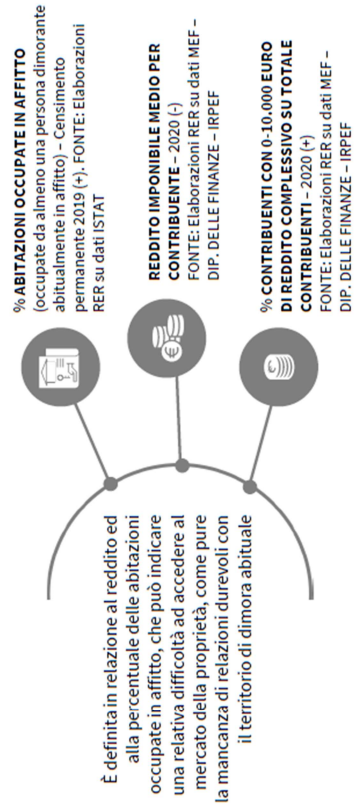 È definita in relazione al reddito ed
alla percentuale delle abitazioni
occupate in affitto, che può indicare
una relativa difficoltà ad accedere al
mercato della proprietà, come pure
la mancanza di relazioni durevoli con
il territorio di dimora abituale
% ABITAZIONI OCCUPATE IN AFFITTO
(occupate da almeno una persona dimorante
abitualmente in affitto) – Censimento
permanente 2019 (+). FONTE: Elaborazioni
RER su dati ISTAT
REDDITO IMPONIBILE MEDIO PER
CONTRIBUENTE – 2020 (-)
FONTE: Elaborazioni RER su dati MEF –
DIP. DELLE FINANZE – IRPEF
% CONTRIBUENTI CON 0-10.000 EURO
DI REDDITO COMPLESSIVO SU TOTALE
CONTRIBUENTI – 2020 (+)
FONTE: Elaborazioni RER su dati MEF –
DIP. DELLE FINANZE – IRPEF